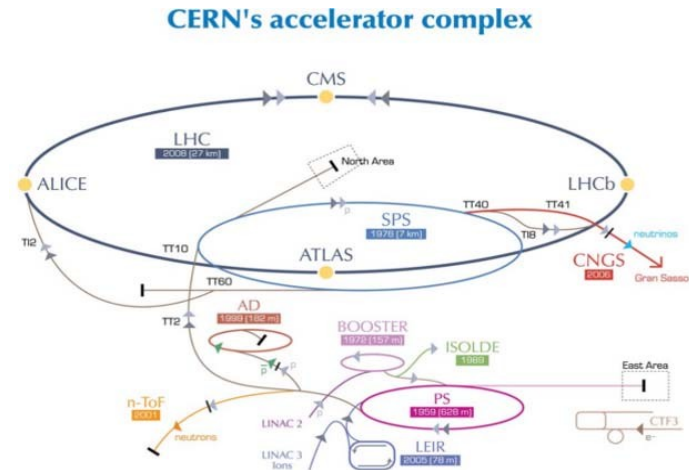 CERN's accelerator complex
CMS
LHC
2008 (27 km)
North Area
ALICE
LHCb
p
SPS
1976 (7 km)
TT40
TT41
TI8
TI2
TT10
ATLAS
neutrinos
CNGS
2006
Gran Sasso
TT60
AD
1999 (182 m)
TT2
BOOSTER
1972 (157 m)
ISOLDE
1989
p
p
East Area
n-ToF
2001
PS
1959 (628 m)
neutrons
LINAC 2
p
CTF3
e-
LEIR
2005 (78 m)
LINAC 3
Ions